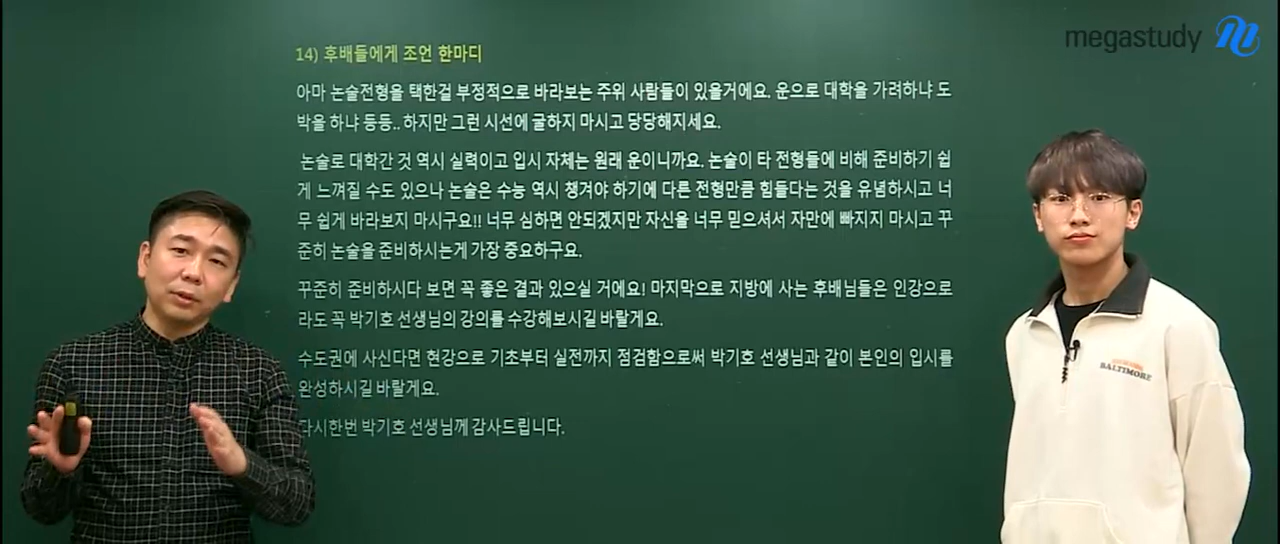 megastudy
14) 후배들에게 조언 한마디
아마 논술전형을 택한걸 부정적으로 바라보는 주위 사람들이 있을거에요. 운으로 대학을 가려하냐 도
박을 하냐 등등.. 하지만 그런 시선에 굴하지 마시고 당당해지세요.
논술로 대학간 것 역시 실력이고 입시 자체는 원래 운이니까요. 논술이 타 전형들에 비해 준비하기 쉽
게 느껴질 수도 있으나 논술은 수능 역시 챙겨야 하기에 다른 전형만큼 힘들다는 것을 유념하시고 너
무 쉽게 바라보지 마시구요!! 너무 심하면 안되겠지만 자신을 너무 믿으셔서 자만에 빠지지 마시고 꾸
준히 논술을 준비하시는게 가장 중요하구요.
꾸준히 준비하시다 보면 꼭 좋은 결과 있으실 거에요! 마지막으로 지방에 사는 후배님들은 인강으로
라도 꼭 박기호 선생님의 강의를 수강해보시길 바랄게요.
수도권에 사신다면 현강으로 기초부터 실전까지 점검함으로써 박기호 선생님과 같이 본인의 입시를
완성하시길 바랄게요.
다시한번 박기호 선생님께 감사드립니다.
BALTIMORE